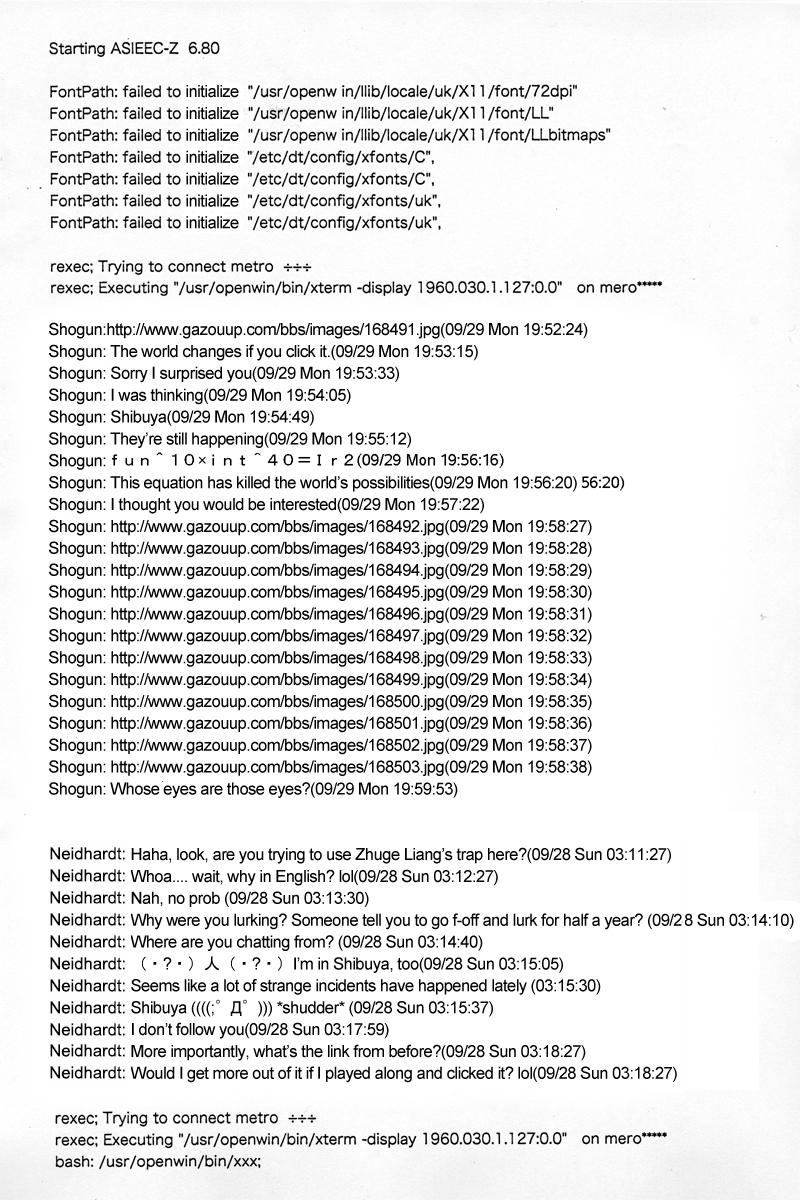 Starting ASIEEC-Z 6.80
FontPath: failed to initialize "/usr/openw in/llib/locale/uk/X11/font/72dpi"
FontPath: failed to initialize "/usr/openw in/llib/locale/uk/X11/font/LL"
FontPath: failed to initialize "/usr/openw in/llib/locale/uk/X11/font/LLbitmaps"
FontPath: failed to initialize "/etc/dt/config/xfonts/C",
FontPath: failed to initialize "/etc/dt/config/xfonts/C",
FontPath: failed to initialize "/etc/dt/config/xfonts/uk",
FontPath: failed to initialize "/etc/dt/config/xfonts/uk",
rexec; Trying to connect metro ÷÷÷
rexec; Executing "/usr/openwin/bin/xterm -display 1960.030.1.127:0.0" on mero*****
Shogun:http://www.gazouup.com/bbs/images/168491.jpg(09/29 Mon 19:52:24)
Shogun: The world changes if you click it.(09/29 Mon 19:53:15)
Shogun: Sorry I surprised you(09/29 Mon 19:53:33)
Shogun: I was thinking(09/29 Mon 19:54:05)
Shogun: Shibuya(09/29 Mon 19:54:49)
Shogun: They're still happening(09/29 Mon 19:55:12)
Shogun: ｆｕｎ＾１０×ｉｎｔ＾４０＝Ｉｒ２(09/29 Mon 19:56:16)
Shogun: This equation has killed the world's possibilities(09/29 Mon 19:56:20) 56:20)
Shogun: I thought you would be interested(09/29 Mon 19:57:22)
Shogun: http://www.gazouup.com/bbs/images/168492.jpg(09/29 Mon 19:58:27)
Shogun: http://www.gazouup.com/bbs/images/168493.jpg(09/29 Mon 19:58:28)
Shogun: http://www.gazouup.com/bbs/images/168494.jpg(09/29 Mon 19:58:29)
Shogun: http://www.gazouup.com/bbs/images/168495.jpg(09/29 Mon 19:58:30)
Shogun: http://www.gazouup.com/bbs/images/168496.jpg(09/29 Mon 19:58:31)
Shogun: http://www.gazouup.com/bbs/images/168497.jpg(09/29 Mon 19:58:32)
Shogun: http://www.gazouup.com/bbs/images/168498.jpg(09/29 Mon 19:58:33)
Shogun: http://www.gazouup.com/bbs/images/168499.jpg(09/29 Mon 19:58:34)
Shogun: http://www.gazouup.com/bbs/images/168500.jpg(09/29 Mon 19:58:35)
Shogun: http://www.gazouup.com/bbs/images/168501.jpg(09/29 Mon 19:58:36)
Shogun: http://www.gazouup.com/bbs/images/168502.jpg(09/29 Mon 19:58:37)
Shogun: http://www.gazouup.com/bbs/images/168503.jpg(09/29 Mon 19:58:38)
Shogun: Whose eyes are those eyes?(09/29 Mon 19:59:53)
Neidhardt: Haha, look, are you trying to use Zhuge Liang's trap here?(09/28 Sun 03:11:27)
Neidhardt: Whoa.... wait, why in English? lol(09/28 Sun 03:12:27)
Neidhardt: Nah, no prob (09/28 Sun 03:13:30)
Neidhardt: Why were you lurking? Someone tell you to go f-off and lurk for half a year? (09/28 Sun 03:14:10)
Neidhardt: Where are you chatting from? (09/28 Sun 03:14:40)
Neidhardt: （・?・）人（・?・）I'm in Shibuya, too(09/28 Sun 03:15:05)
Neidhardt: Seems like a lot of strange incidents have happened lately (03:15:30)
Neidhardt: Shibuya ((((;゜Д゜))) *shudder* (09/28 Sun 03:15:37)
Neidhardt: I don't follow you(09/28 Sun 03:17:59)
Neidhardt: More importantly, what's the link from before?(09/28 Sun 03:18:27)
Neidhardt: Would I get more out of it if I played along and clicked it? lol(09/28 Sun 03:18:27)
rexec; Trying to connect metro ÷÷÷
rexec; Executing "/usr/openwin/bin/xterm -display 1960.030.1.127:0.0" on mero*****
bash: /usr/openwin/bin/xxx;